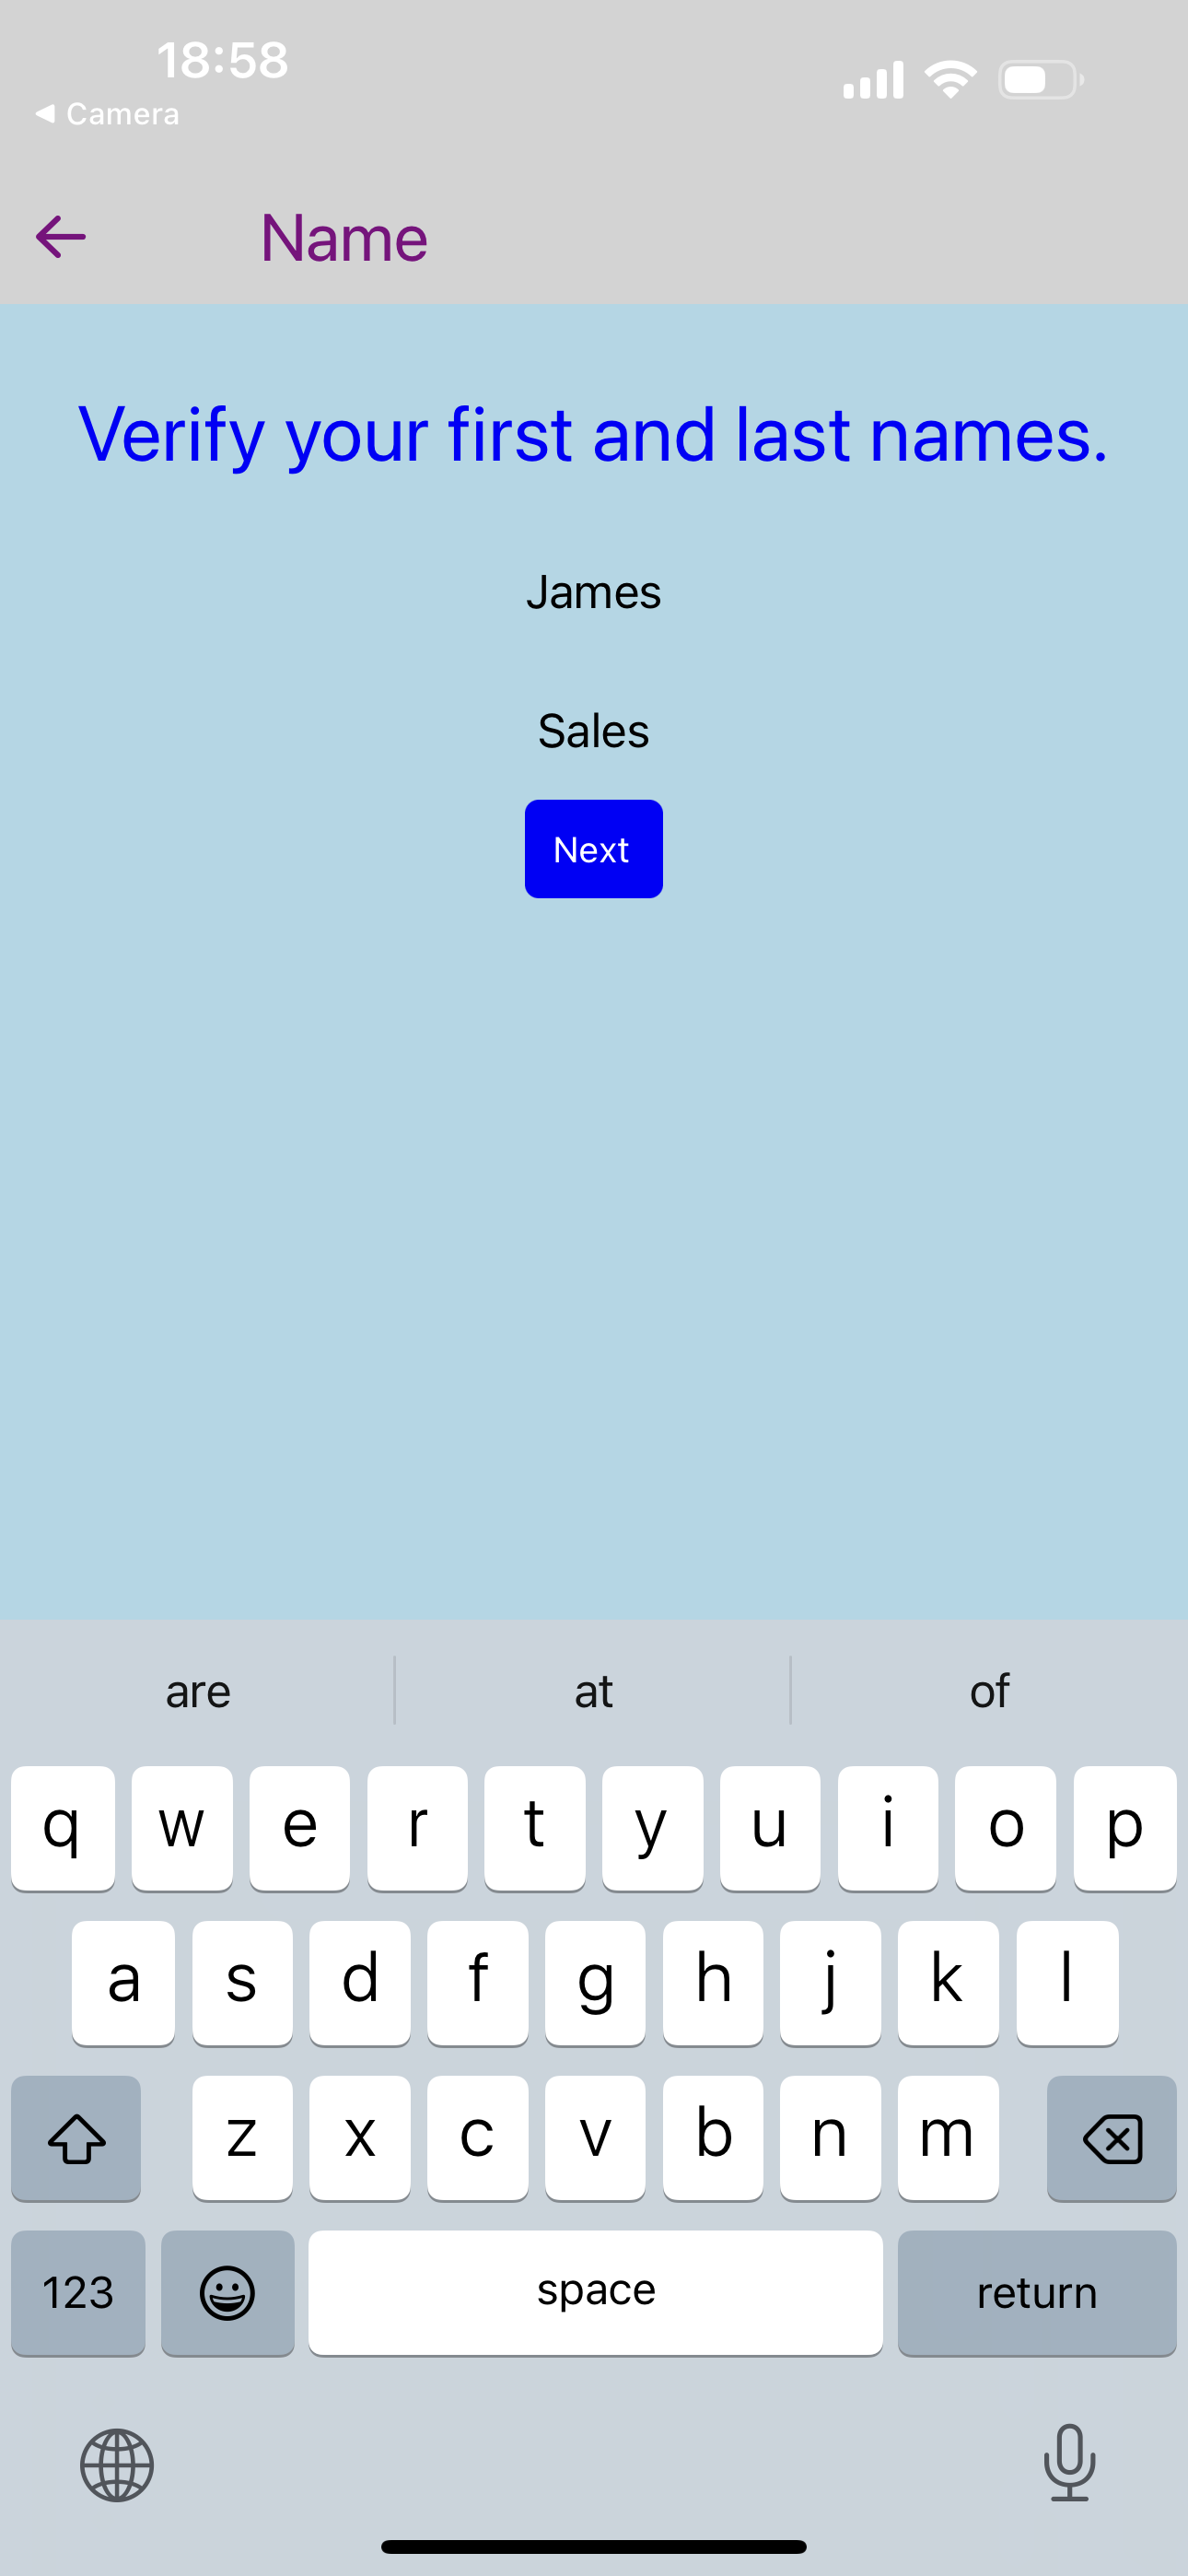 18:58
◀ Camera
Name
Verify your first and last names.
James
Sales
Next
are at of
q w e r t y u i o p
a s d f g h j k l
z x c v b n m
123 space return